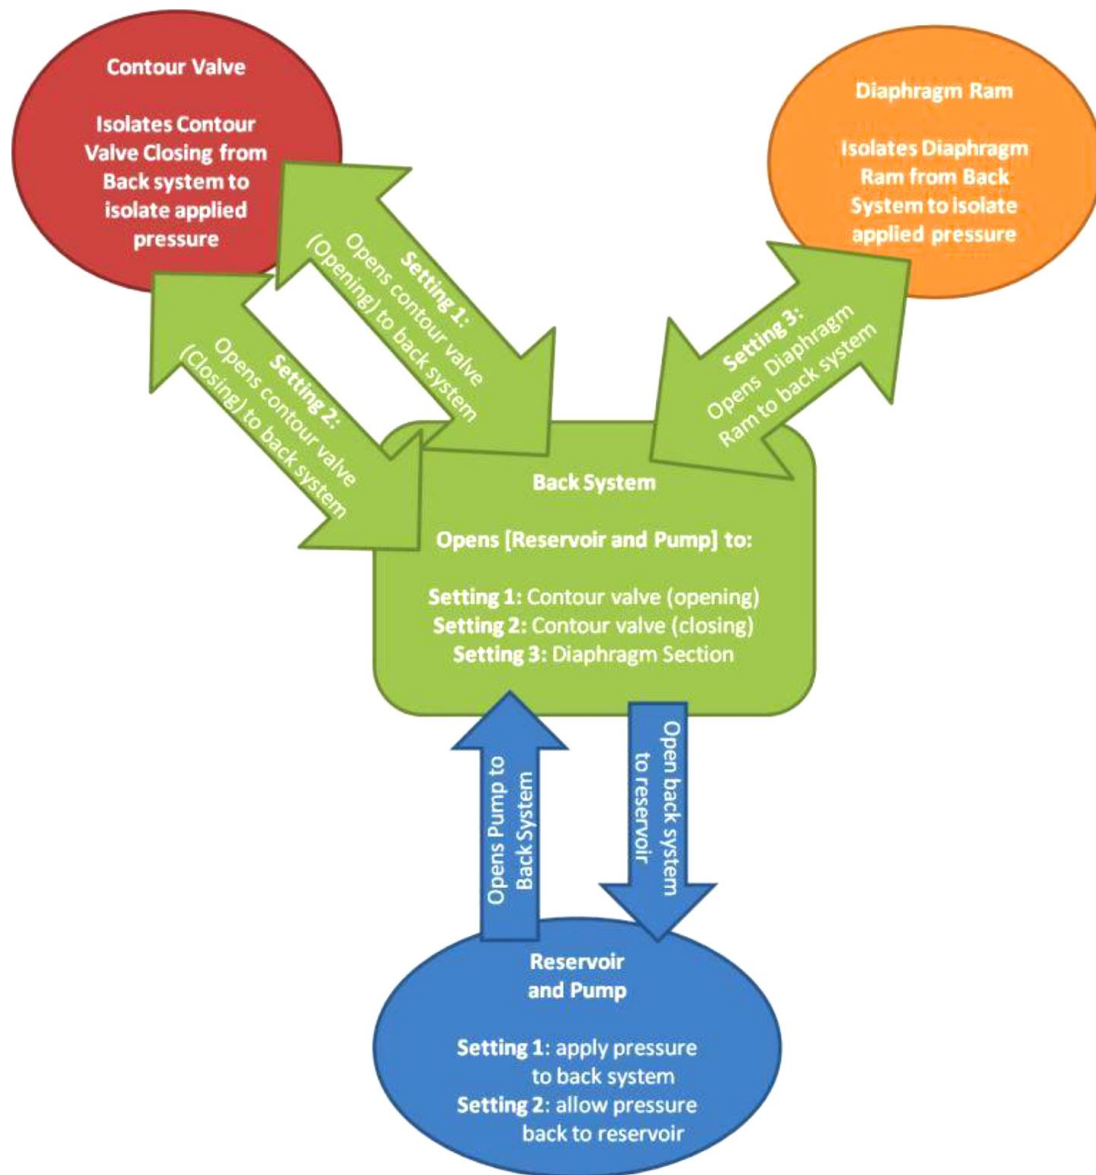 Contour Valve
Isolates Contour
Valve Closing from
Back system to
isolate applied
pressure
Diaphragm Ram
Isolates Diaphragm
Ram from Back
System to isolate
applied pressure
Setting 1:
Opens contour valve
(Opening) to back system
Setting 2:
Opens contour valve
(Closing) to back system
Setting 3:
Opens Diaphragm
Ram to back system
Back System
Opens [Reservoir and Pump] to:
Setting 1: Contour valve (opening)
Setting 2: Contour valve (closing)
Setting 3: Diaphragm Section
Opens Pump to
Back System
Open back system
to reservoir
Reservoir
and Pump
Setting 1: apply pressure
to back system
Setting 2: allow pressure
back to reservoir